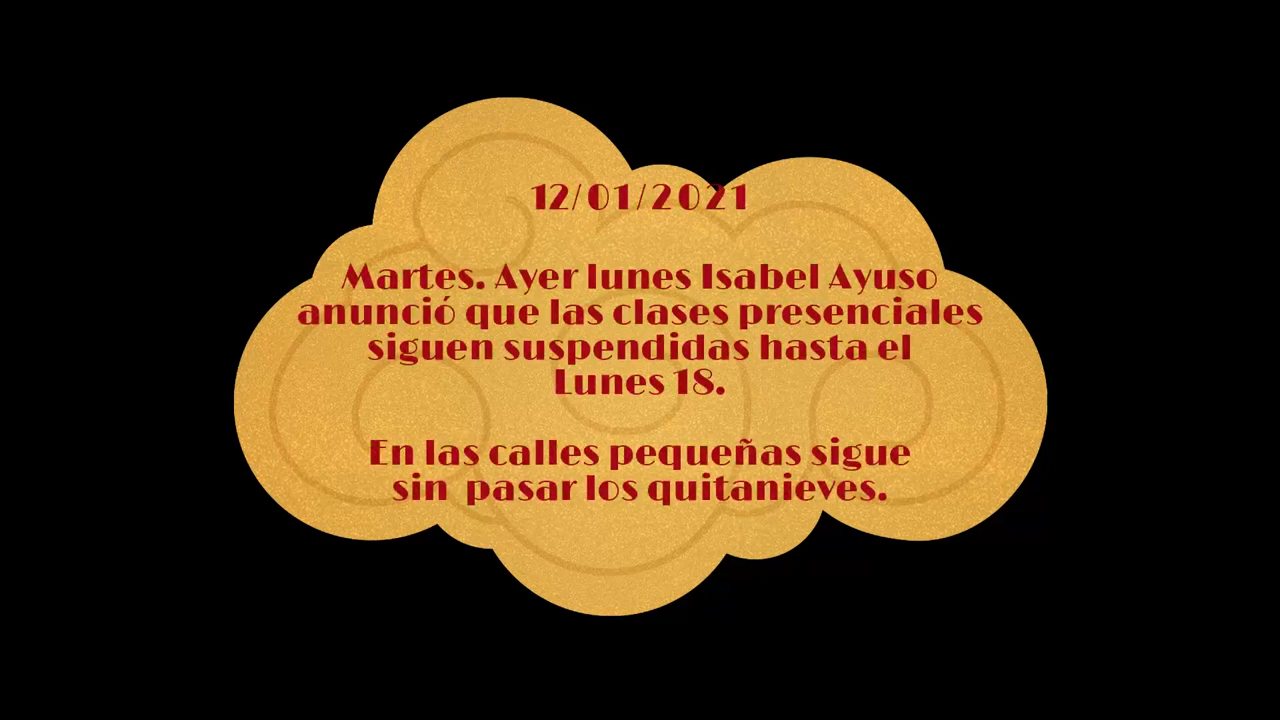 12/01/2021
Martes. Ayer lunes Isabel Ayuso
anunció que las clases presenciales
siguen suspendidas hasta el
Lunes 18.
En las calles pequeñas sigue
sin pasar los quitanieves.